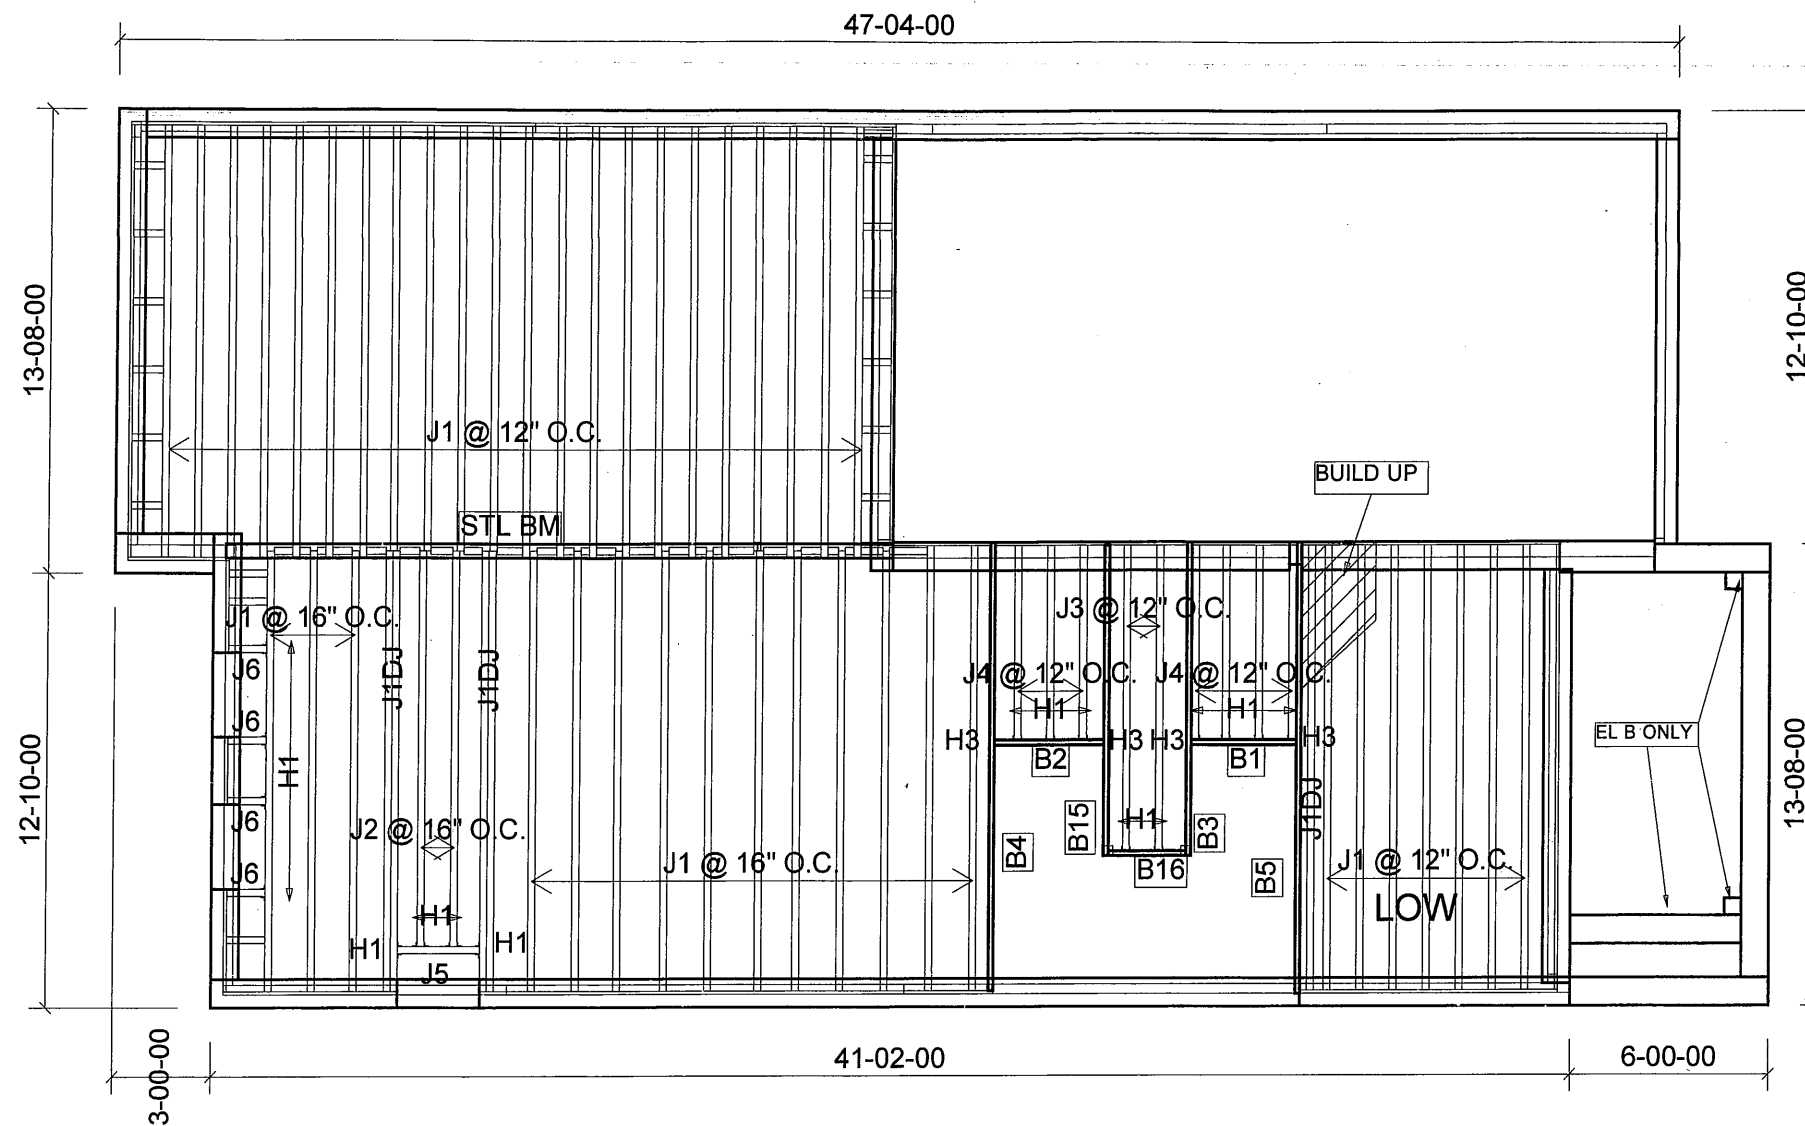 47-04-00
13-08-00
12-10-00
J1 @ 12" O.C.
BUILD UP
STL BM
J1 @ 16" O.C.
J3 @ 12" O.C.
J6
J1DJ
J1DJ
J4 @ 12" O.C.
J4 @ 12" O.C.
H1
H1
J6
H3
H3
H3
H3
EL B ONLY
B2
B1
H1
12-10-00
13-08-00
J1DJ
J6
J2 @ 16" O.C.
H1
B15
B3
B4
J1 @ 16" O.C.
B16
B5
J1 @ 12" O.C.
J6
LOW
H1
H1
H1
J5
3-00-00
41-02-00
6-00-00